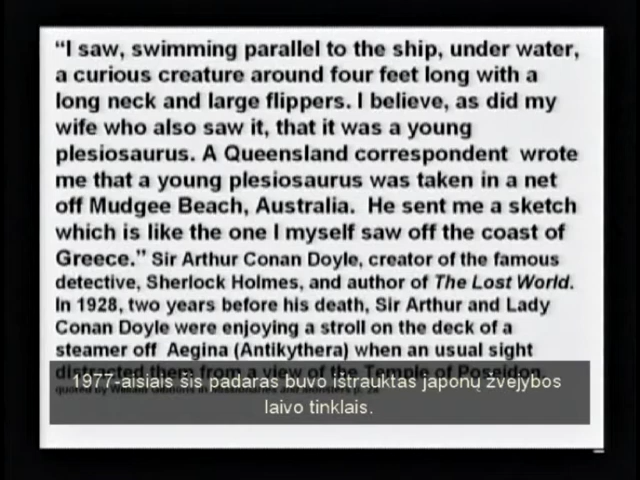 “I saw, swimming parallel to the ship, under water,
a curious creature around four feet long with a
long neck and large flippers. I believe, as did my
wife who also saw it, that it was a young
plesiosaurus. A Queensland correspondent wrote
me that a young plesiosaurus was taken in a net
off Mudgee Beach, Australia. He sent me a sketch
which is like the one I myself saw off the coast of
Greece.” Sir Arthur Conan Doyle, creator of the famous
detective, Sherlock Holmes, and author of The Lost World.
In 1928, two years before his death, Sir Arthur and Lady
Conan Doyle were enjoying a stroll on the deck of a
steamer off Aegina (Antikythera) when an usual sight
distracted them from a view of the Temple of Poseidon.
1977-aisiais šis padaras buvo ištrauktas japonų žvejybos
laivo tinklais.